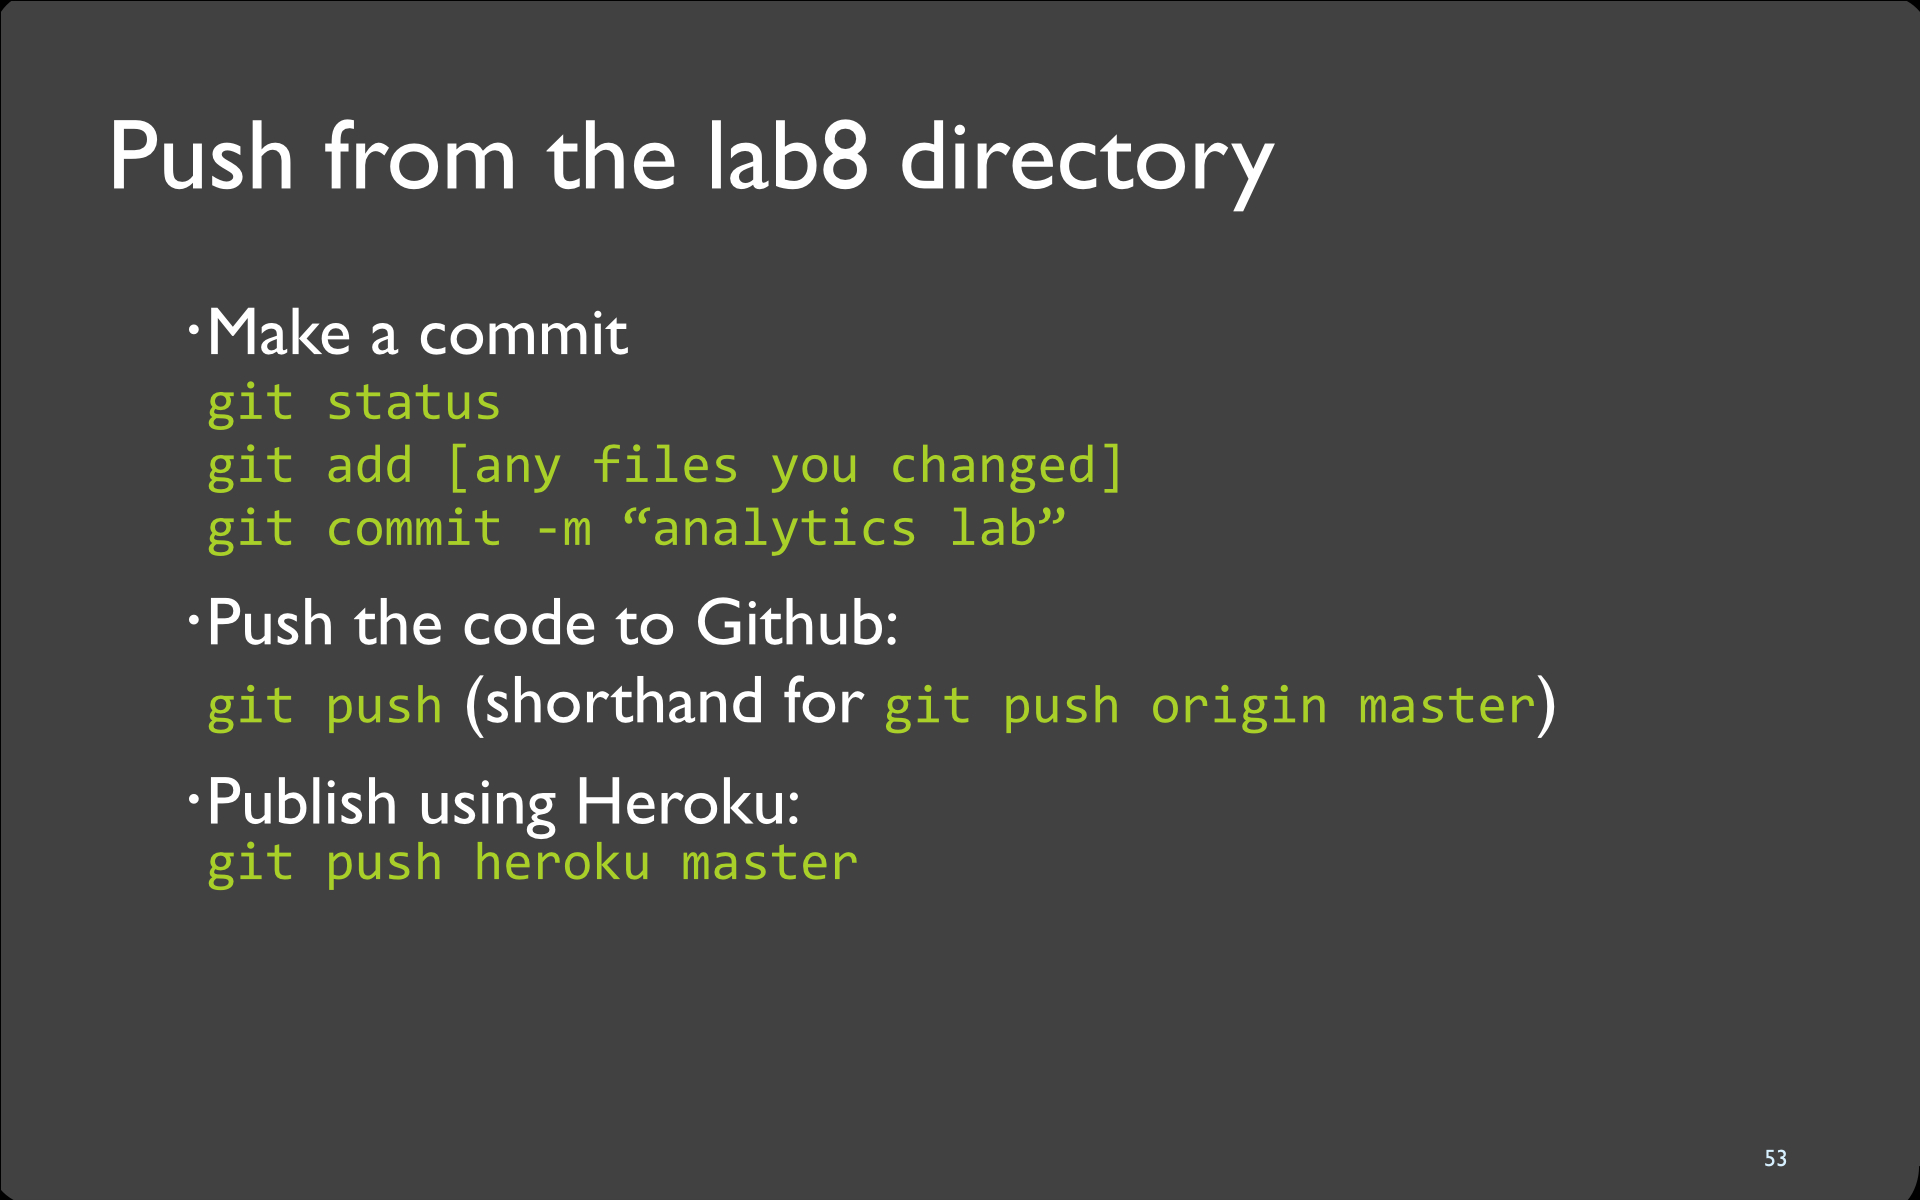 Push from the lab8 directory
·Make a commit
git status
git add [any files you changed]
git commit -m “analytics lab”
·Push the code to Github:
git push (shorthand for git push origin master)
·Publish using Heroku:
git push heroku master
53